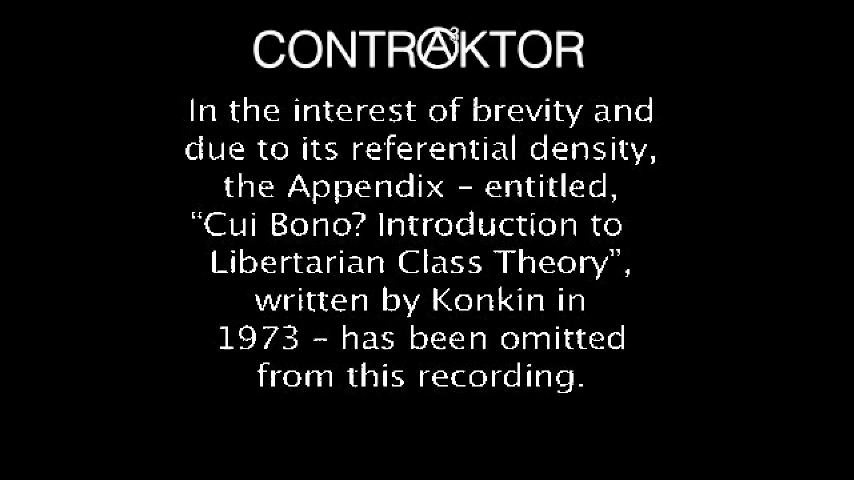 CONTRAKTOR
In the interest of brevity and
due to its referential density,
the Appendix – entitled,
“Cui Bono? Introduction to
Libertarian Class Theory”,
written by Konkin in
1973 – has been omitted
from this recording.